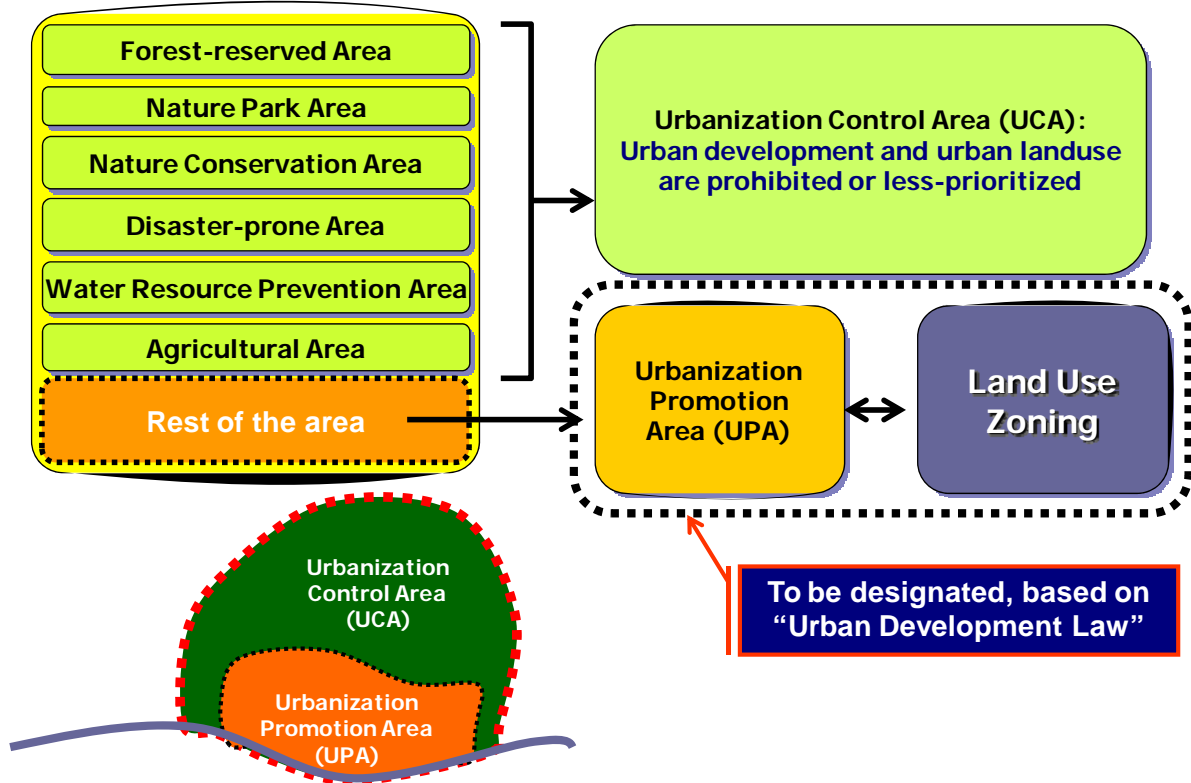 Forest-reserved Area
Nature Park Area
Nature Conservation Area
Disaster-prone Area
Water Resource Prevention Area
Agricultural Area
Rest of the area
Urbanization Control Area (UCA):
Urban development and urban landuse
are prohibited or less-prioritized
Urbanization
Promotion
Area (UPA)
Land Use
Zoning
To be designated, based on
“Urban Development Law”
Urbanization
Control Area
(UCA)
Urbanization
Promotion Area
(UPA)